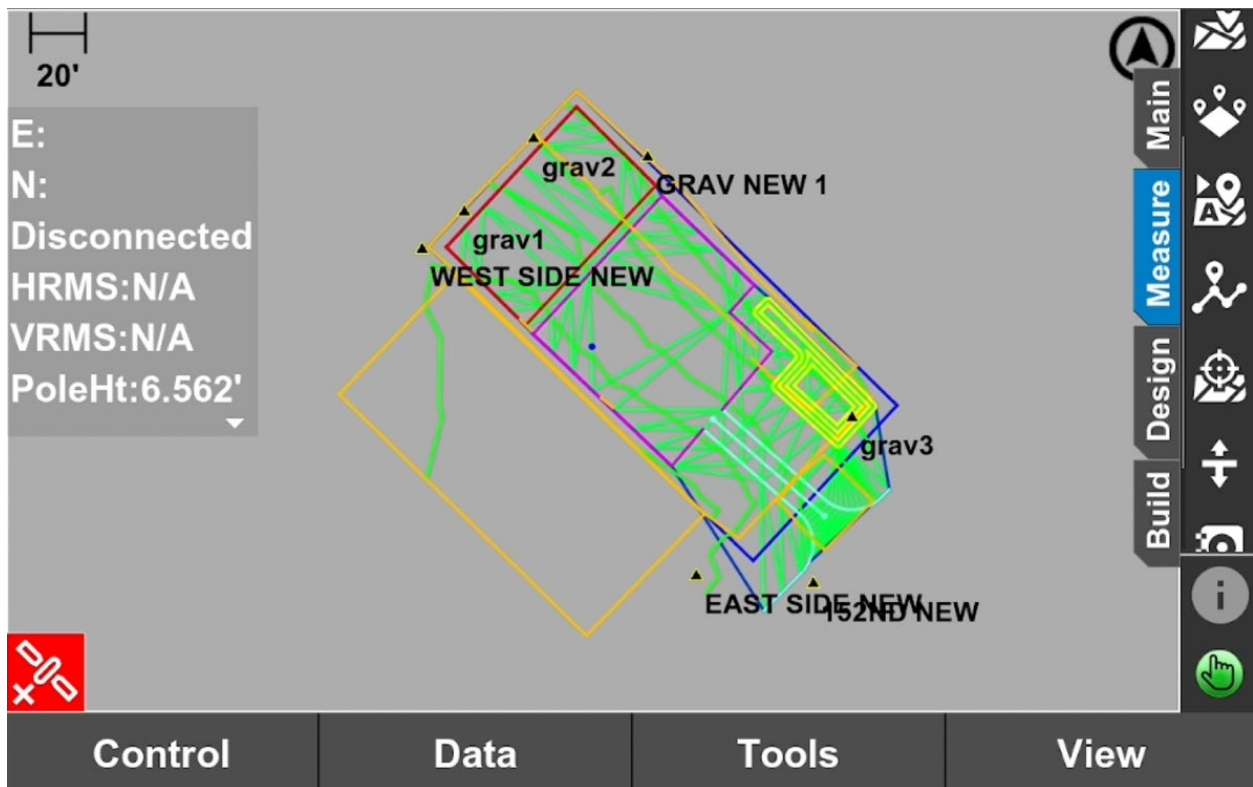 20'
E:
N:
Disconnected
HRMS:N/A
VRMS:N/A
PoleHt:6.562'
grav2
GRAV NEW 1
grav1
WEST SIDE NEW
grav3
EAST SIDE NEW
152ND NEW
Main
Measure
Design
Build
A
i
Control
Data
Tools
View